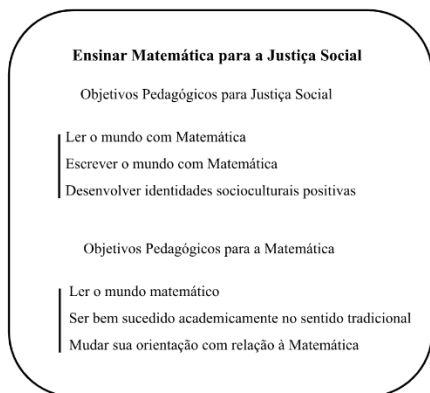 Ensinar Matemática para a Justiça Social
Objetivos Pedagógicos para Justiça Social
Ler o mundo com Matemática
Escrever o mundo com Matemática
Desenvolver identidades socioculturais positivas
Objetivos Pedagógicos para a Matemática
Ler o mundo matemático
Ser bem sucedido academicamente no sentido tradicional
Mudar sua orientação com relação à Matemática